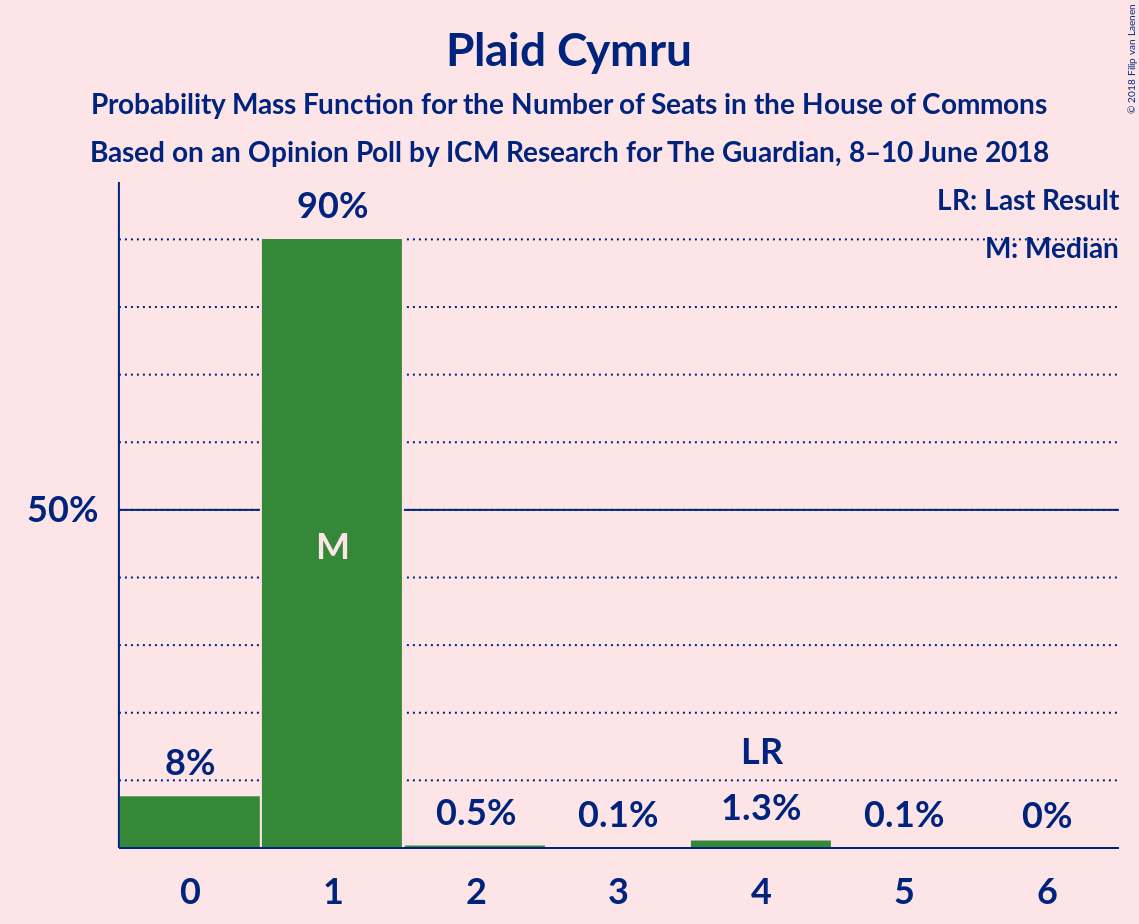 Plaid Cymru
Probability Mass Function for the Number of Seats in the House of Commons
Based on an Opinion Poll by ICM Research for The Guardian, 8–10 June 2018
© 2018 Filip van Laenen
LR: Last Result
M: Median
90%
50%
M
8%
0.5%
0.1%
LR
1.3%
0.1%
0%
0 1 2 3 4 5 6